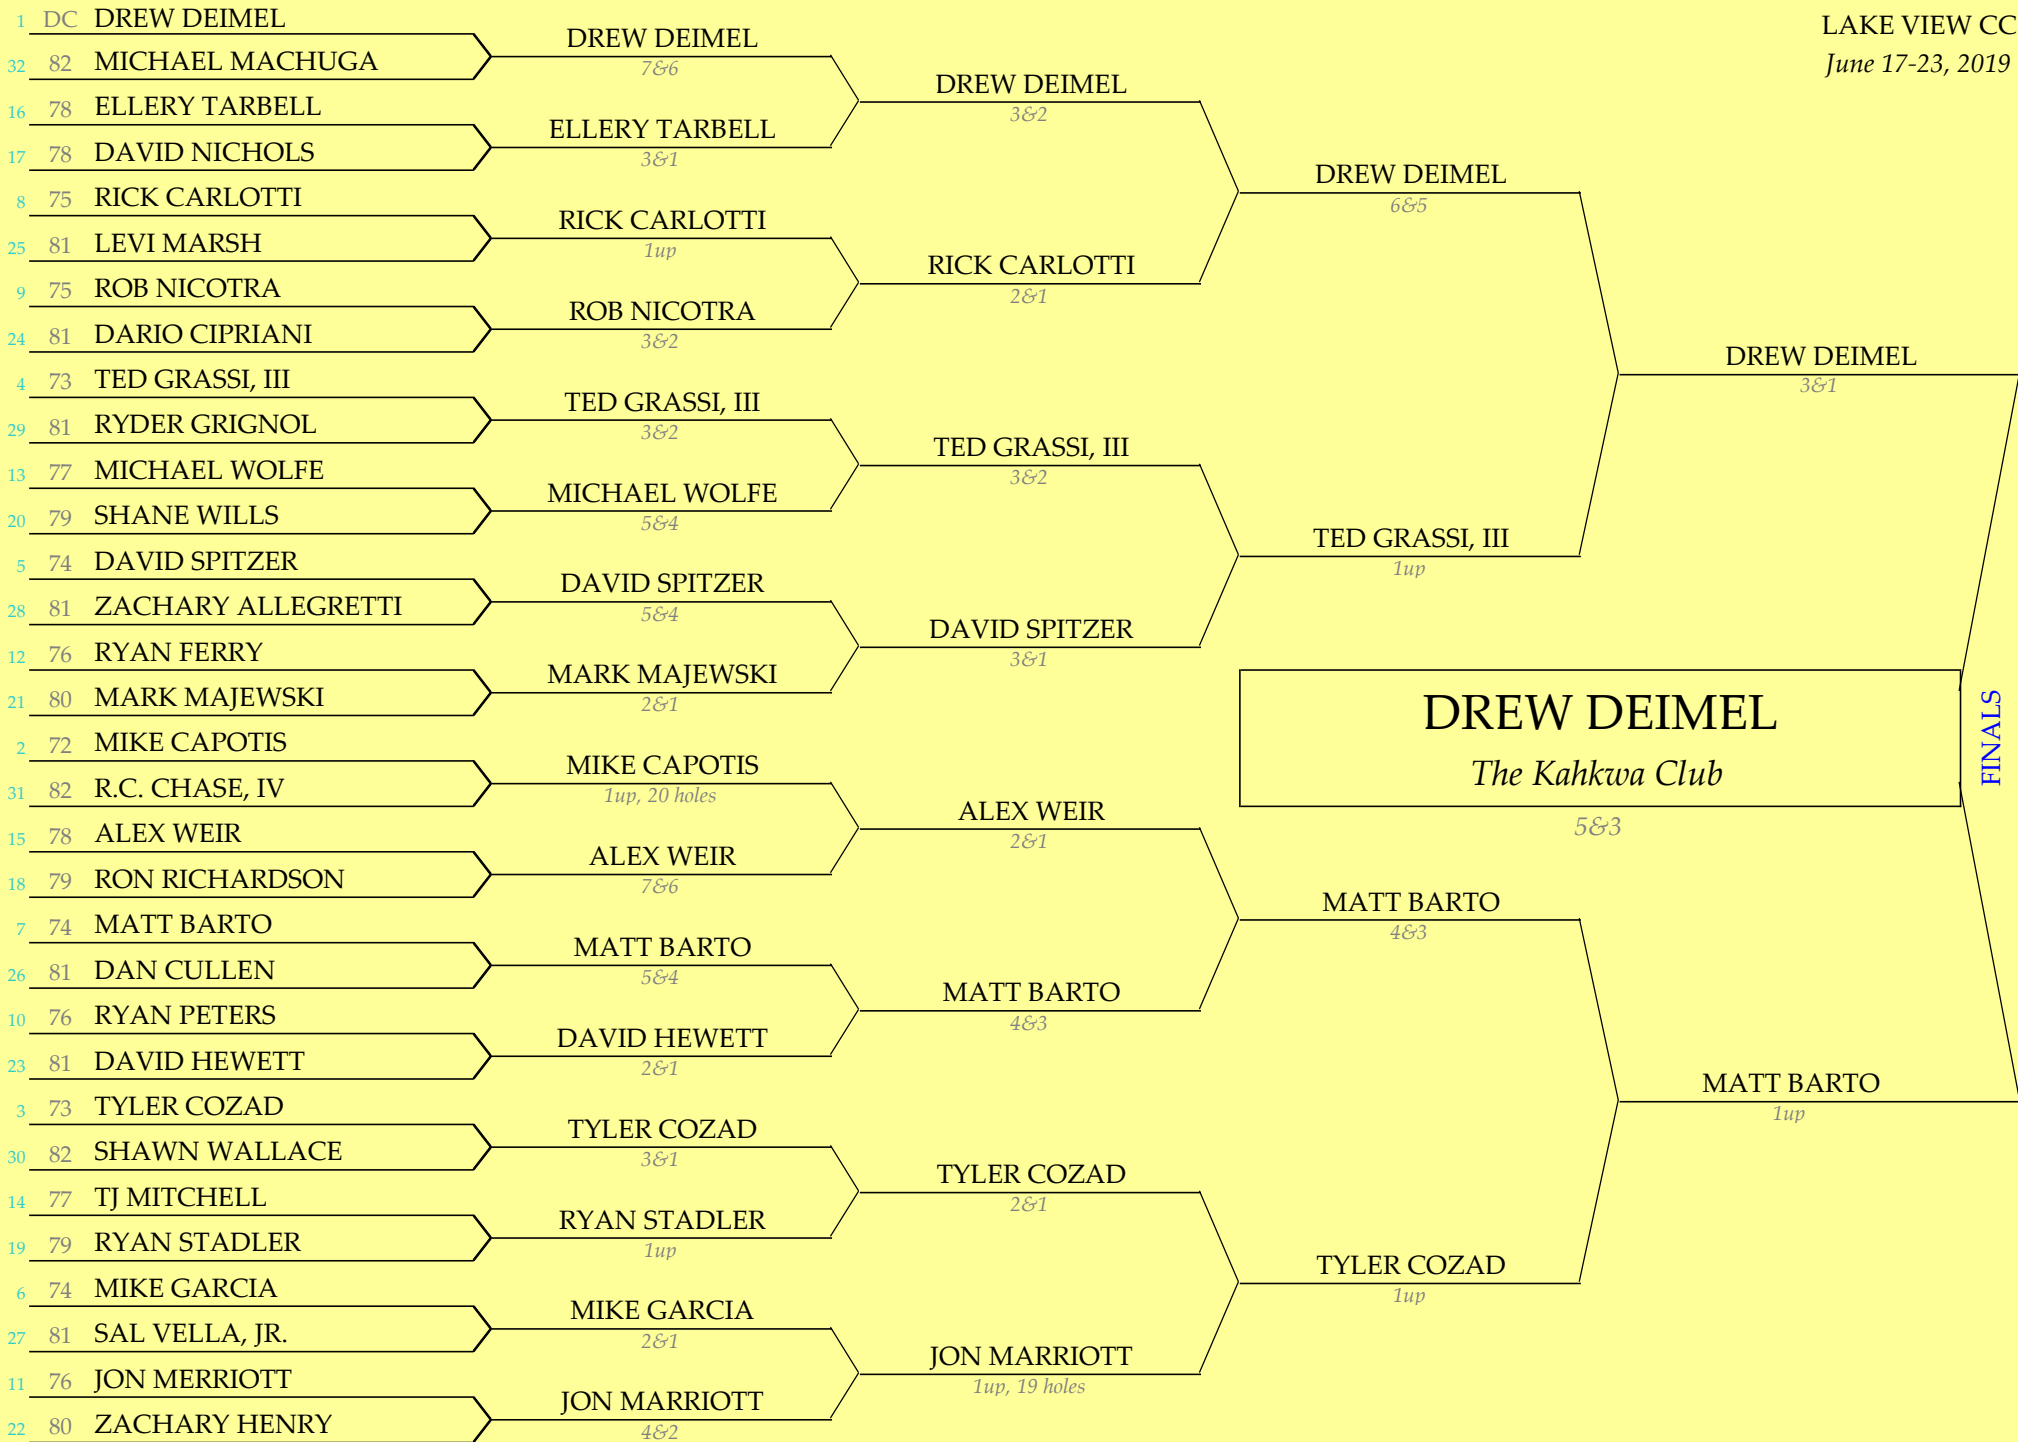 LAKE VIEW CC
June 17-23, 2019
1 DC DREW DEIMEL
32 82 MICHAEL MACHUGA
16 78 ELLERY TARBELL
17 78 DAVID NICHOLS
8 75 RICK CARLOTTI
25 81 LEVI MARSH
9 75 ROB NICOTRA
24 81 DARIO CIPRIANI
4 73 TED GRASSI, III
29 81 RYDER GRIGNOL
13 77 MICHAEL WOLFE
20 79 SHANE WILLS
5 74 DAVID SPITZER
28 81 ZACHARY ALLEGRETTI
12 76 RYAN FERRY
21 80 MARK MAJEWSKI
2 72 MIKE CAPOTIS
31 82 R.C. CHASE, IV
15 78 ALEX WEIR
18 79 RON RICHARDSON
7 74 MATT BARTO
26 81 DAN CULLEN
10 76 RYAN PETERS
23 81 DAVID HEWETT
3 73 TYLER COZAD
30 82 SHAWN WALLACE
14 77 TJ MITCHELL
19 79 RYAN STADLER
6 74 MIKE GARCIA
27 81 SAL VELLA, JR.
11 76 JON MERRIOTT
22 80 ZACHARY HENRY
DREW DEIMEL
7&6
ELLERY TARBELL
3&1
RICK CARLOTTI
1up
ROB NICOTRA
3&2
TED GRASSI, III
3&2
MICHAEL WOLFE
5&4
DAVID SPITZER
5&4
MARK MAJEWSKI
2&1
MIKE CAPOTIS
1up, 20 holes
ALEX WEIR
7&6
MATT BARTO
5&4
DAVID HEWETT
2&1
TYLER COZAD
3&1
RYAN STADLER
1up
MIKE GARCIA
2&1
JON MARRIOTT
4&2
DREW DEIMEL
3&2
RICK CARLOTTI
2&1
TED GRASSI, III
3&2
DAVID SPITZER
3&1
ALEX WEIR
2&1
MATT BARTO
4&3
TYLER COZAD
2&1
JON MARRIOTT
1up, 19 holes
DREW DEIMEL
6&5
TED GRASSI, III
1up
MATT BARTO
4&3
TYLER COZAD
1up
DREW DEIMEL
3&1
MATT BARTO
1up
FINALS
DREW DEIMEL
The Kahkwa Club
5&3